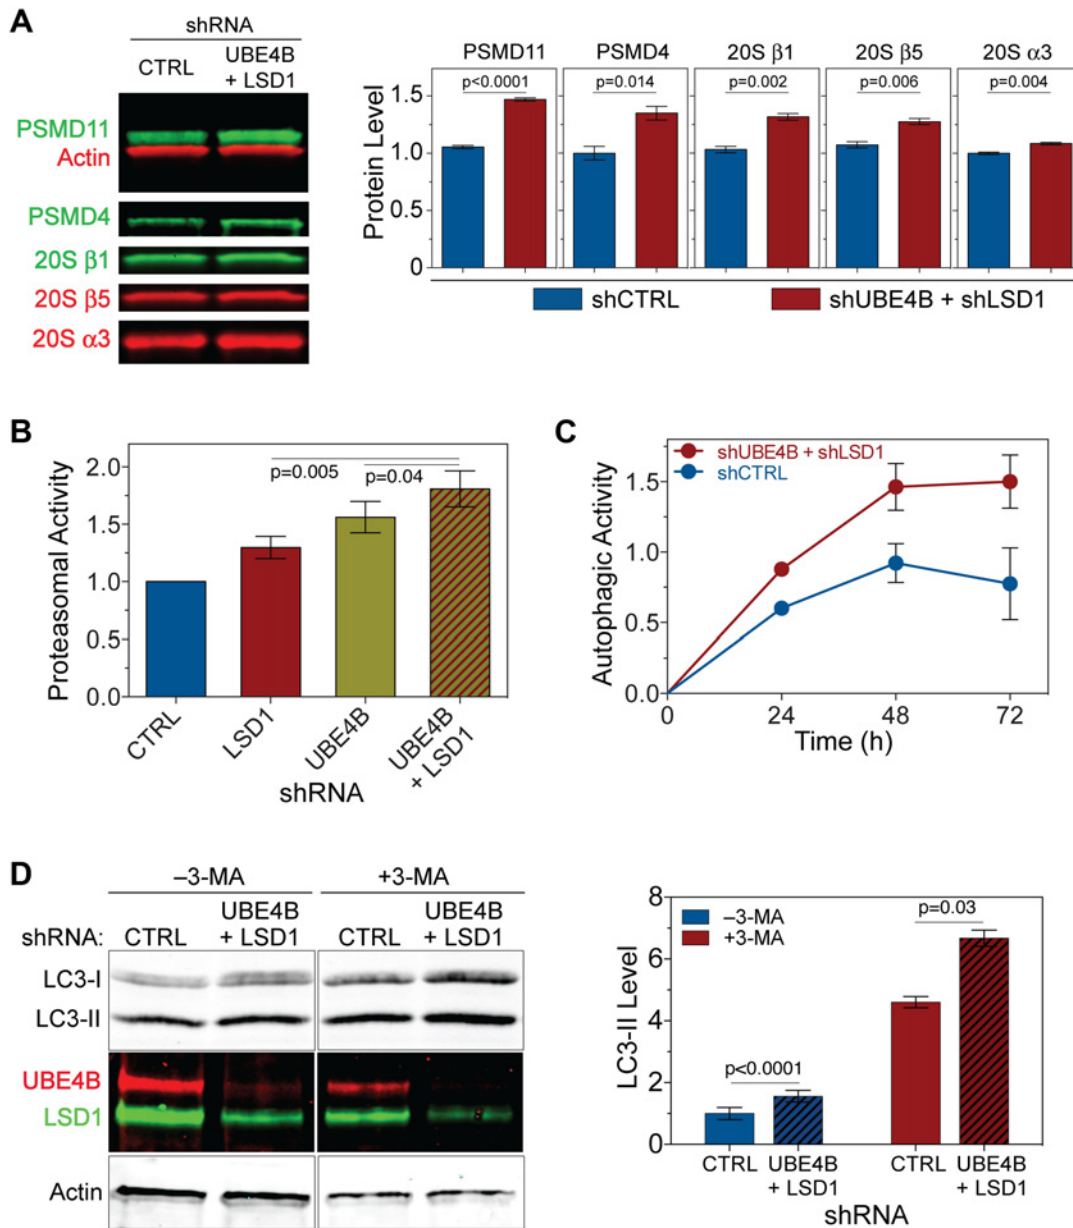 A
shRNA
CTRL
UBE4B
+ LSD1
PSMD11
Actin
PSMD4
20S β1
20S β5
20S α3
PSMD11
PSMD4
20S β1
20S β5
20S α3
p<0.0001
p=0.014
p=0.002
p=0.006
p=0.004
Protein Level
1.5
1.0
0.5
0
shCTRL
shUBE4B + shLSD1
B
Proteasomal Activity
2.0
1.5
1.0
0.5
0.0
p=0.005
p=0.04
CTRL
LSD1
UBE4B
UBE4B
+ LSD1
shRNA
C
Autophagic Activity
1.5
1.0
0.5
0.0
shUBE4B + shLSD1
shCTRL
0
24
48
72
Time (h)
D
–3-MA
+3-MA
shRNA:
CTRL
UBE4B
+ LSD1
CTRL
UBE4B
+ LSD1
LC3-I
LC3-II
UBE4B
LSD1
Actin
LC3-II Level
8
6
4
2
0
–3-MA
+3-MA
p<0.0001
p=0.03
CTRL
UBE4B
+ LSD1
CTRL
UBE4B
+ LSD1
shRNA